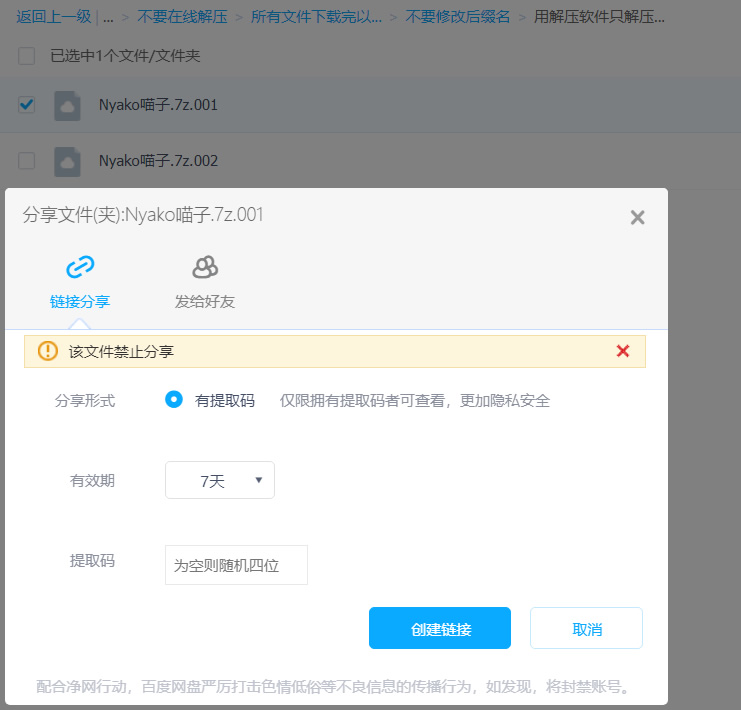 返回上一级 | ... > 不要在线解压 > 所有文件下载完以... > 不要修改后缀名 > 用解压软件只解压...
已选中1个文件/文件夹
Nyako喵子.7z.001
Nyako喵子.7z.002
分享文件(夹):Nyako喵子.7z.001
链接分享 发给好友
该文件禁止分享
分享形式 有提取码 仅限拥有提取码者可查看，更加隐私安全
有效期 7天
提取码 为空则随机四位
创建链接 取消
配合净网行动，百度网盘严厉打击色情低俗等不良信息的传播行为，如发现，将封禁账号。